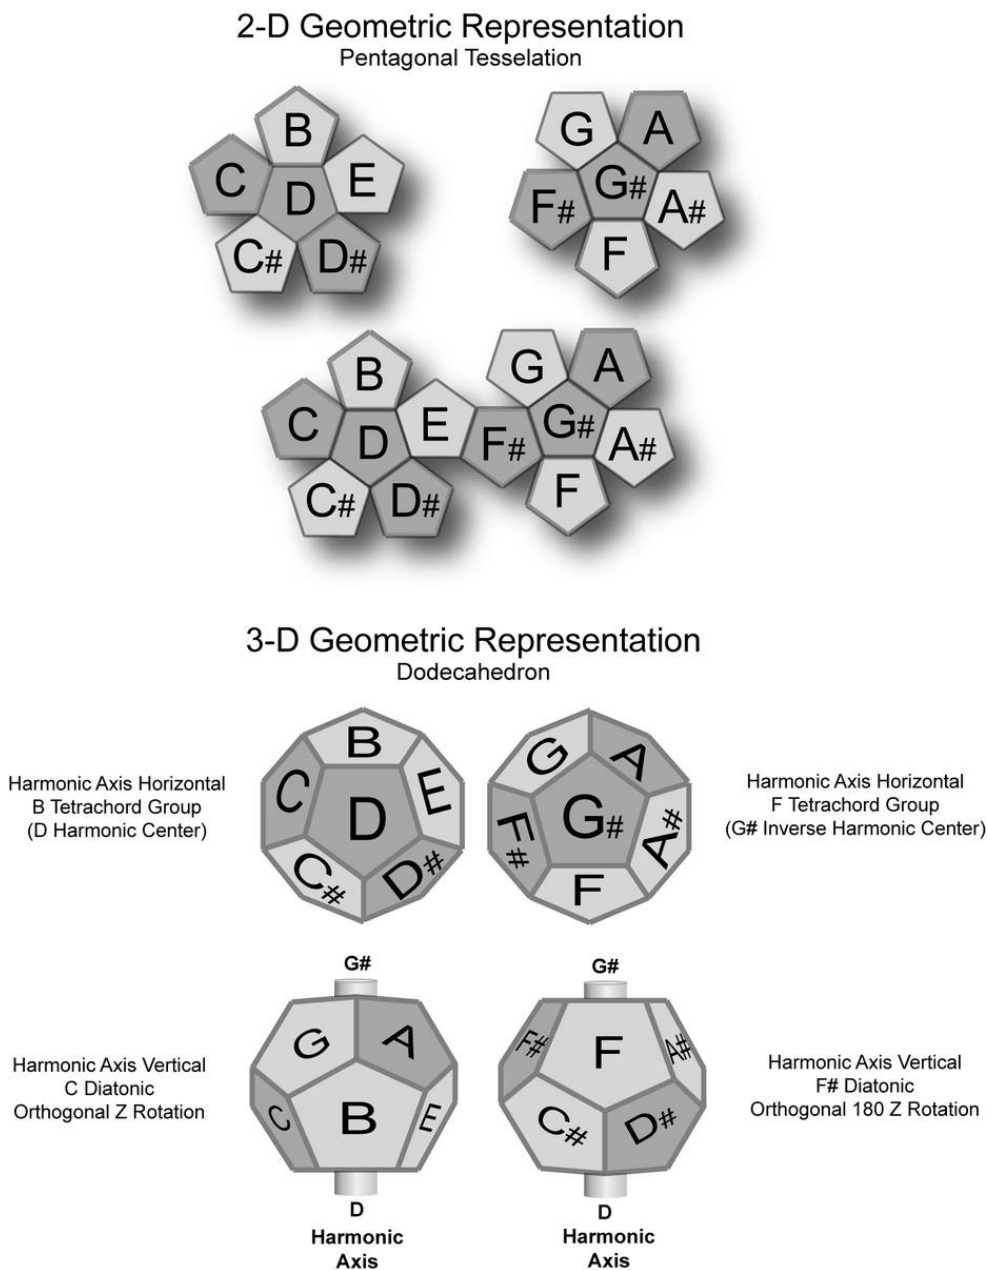 2-D Geometric Representation
Pentagonal Tesselation
B
C
D
E
C#
D#
G
A
F#
G#
A#
F
B
C
D
E
C#
D#
G
A
F#
G#
A#
F
3-D Geometric Representation
Dodecahedron
Harmonic Axis Horizontal
B Tetrachord Group
(D Harmonic Center)
B
C
D
E
C#
D#
G
A
F#
G#
A#
F
Harmonic Axis Horizontal
F Tetrachord Group
(G# Inverse Harmonic Center)
Harmonic Axis Vertical
C Diatonic
Orthogonal Z Rotation
G#
G
A
C
B
E
D
Harmonic
Axis
G#
F#
F
A#
C#
D#
D
Harmonic
Axis
Harmonic Axis Vertical
F# Diatonic
Orthogonal 180 Z Rotation